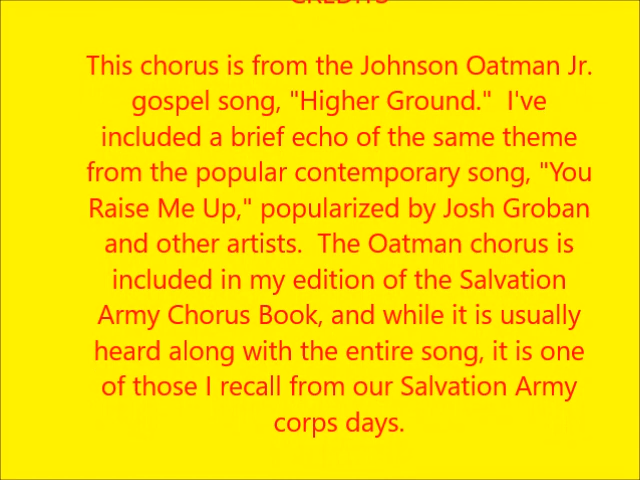 CREDITS
This chorus is from the Johnson Oatman Jr.
gospel song, "Higher Ground."  I've
included a brief echo of the same theme
from the popular contemporary song, "You
Raise Me Up," popularized by Josh Groban
and other artists.  The Oatman chorus is
included in my edition of the Salvation
Army Chorus Book, and while it is usually
heard along with the entire song, it is one
of those I recall from our Salvation Army
corps days.